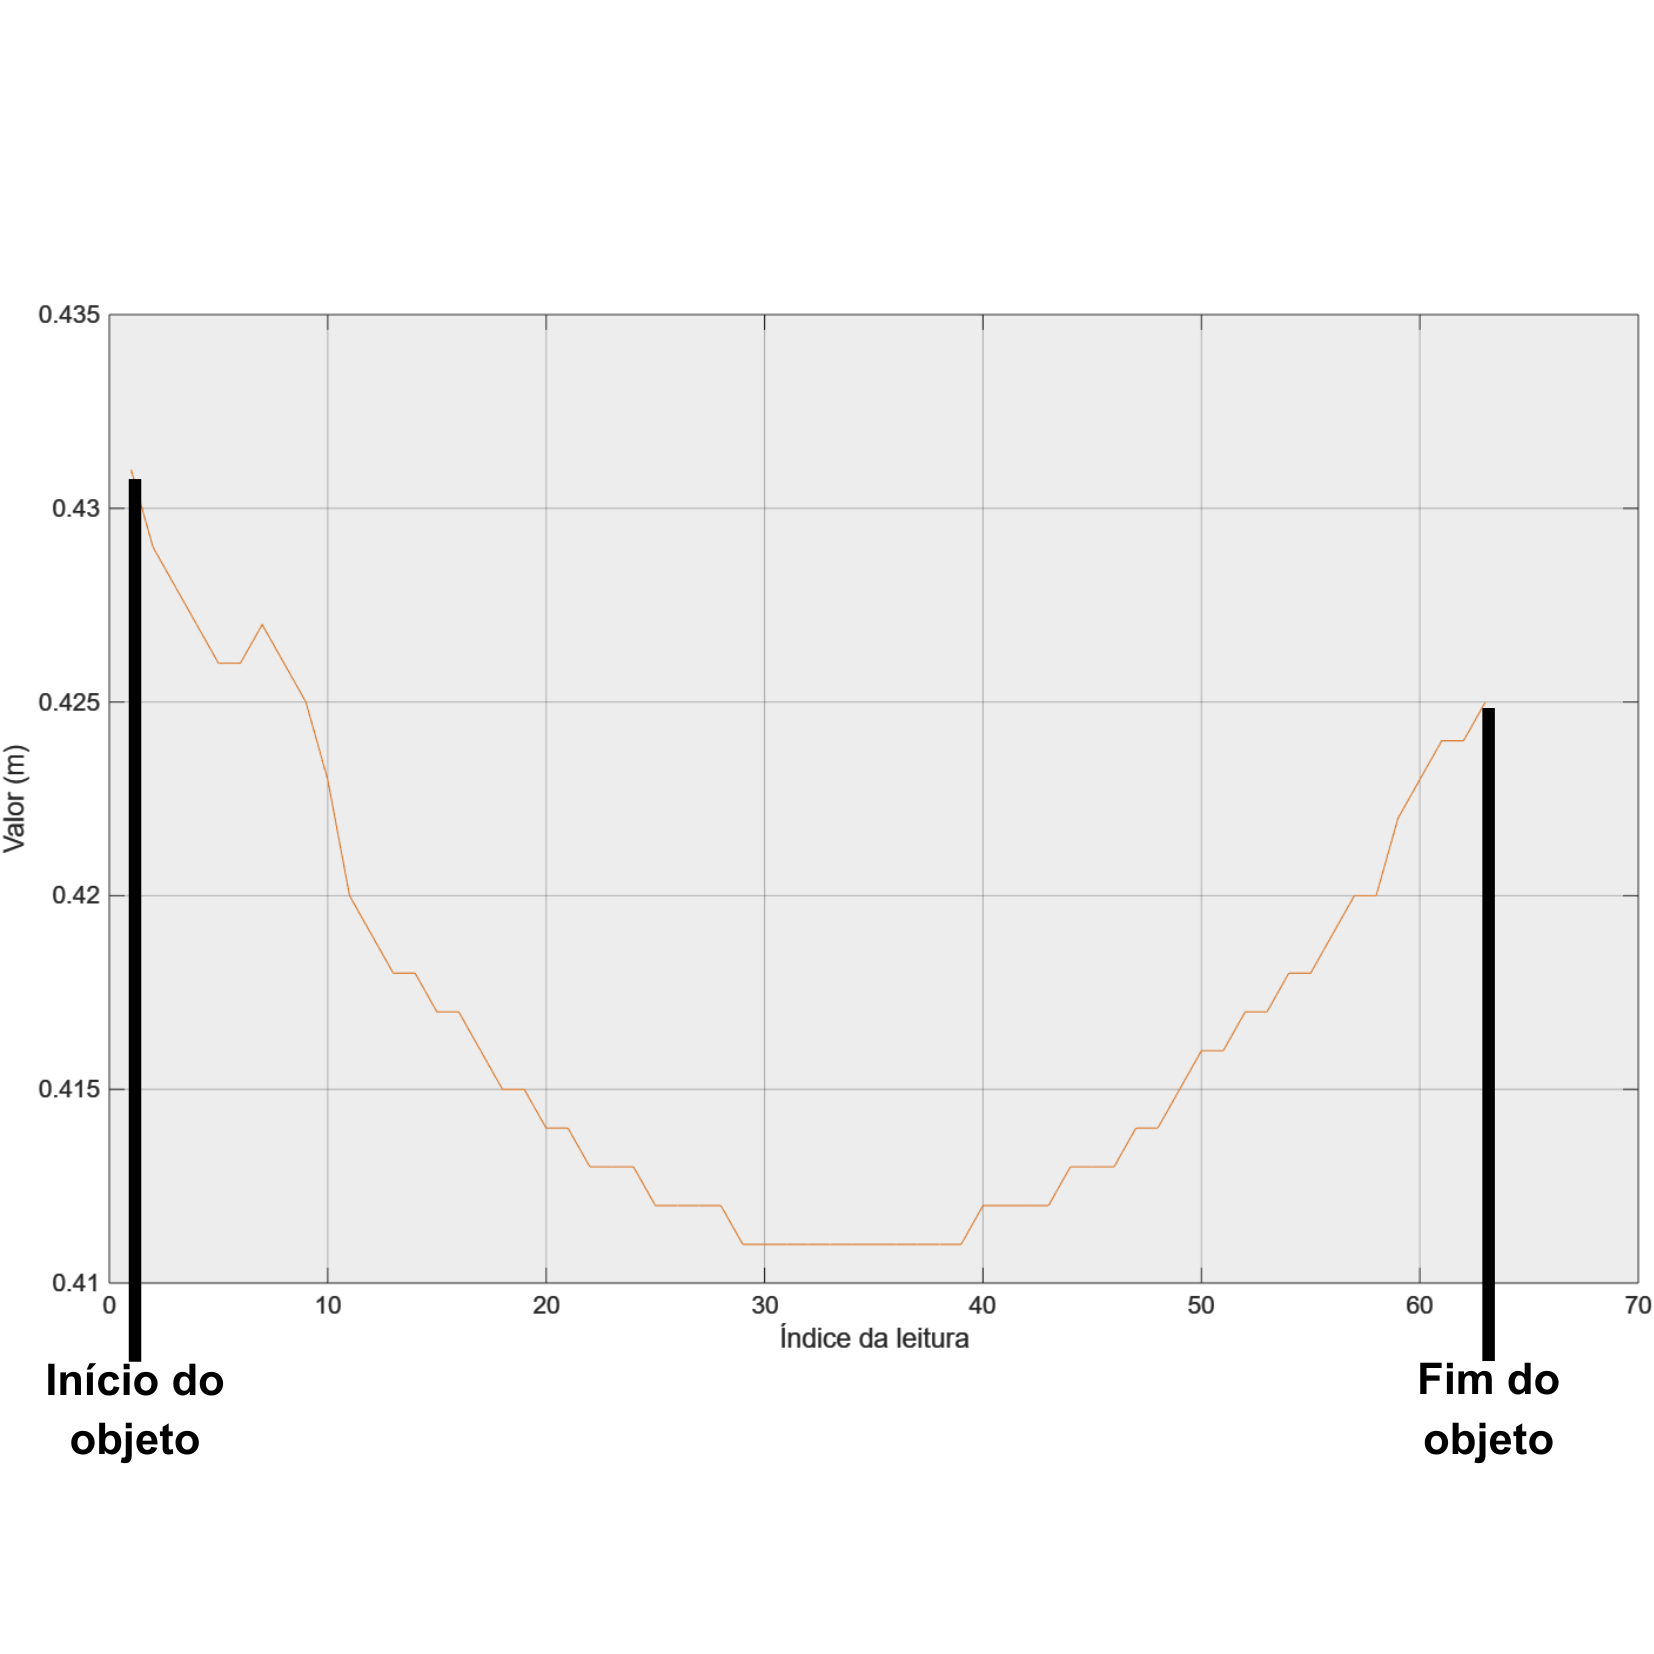 0.435
0.43
0.425
0.42
0.415
0.41
Valor (m)
0 10 20 30 40 50 60 70
Índice da leitura
Início do
objeto
Fim do
objeto